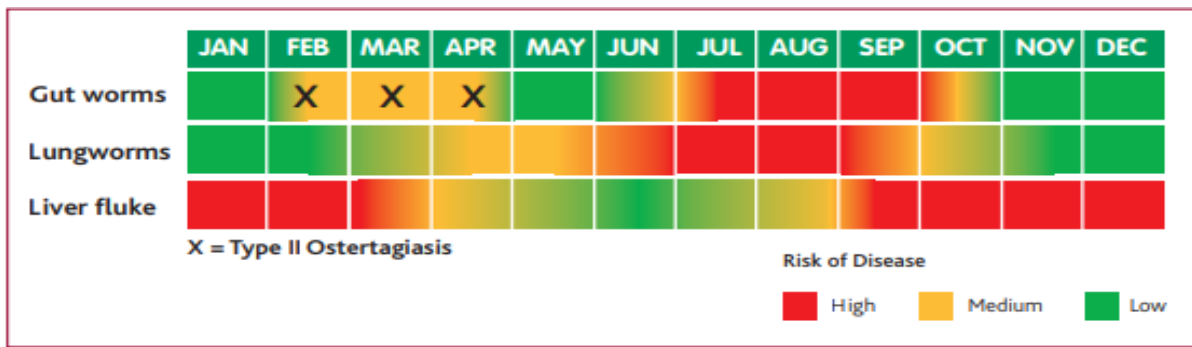 JAN FEB MAR APR MAY JUN JUL AUG SEP OCT NOV DEC
Gut worms X X X
Lungworms
Liver fluke
X = Type II Ostertagiasis
Risk of Disease
High Medium Low